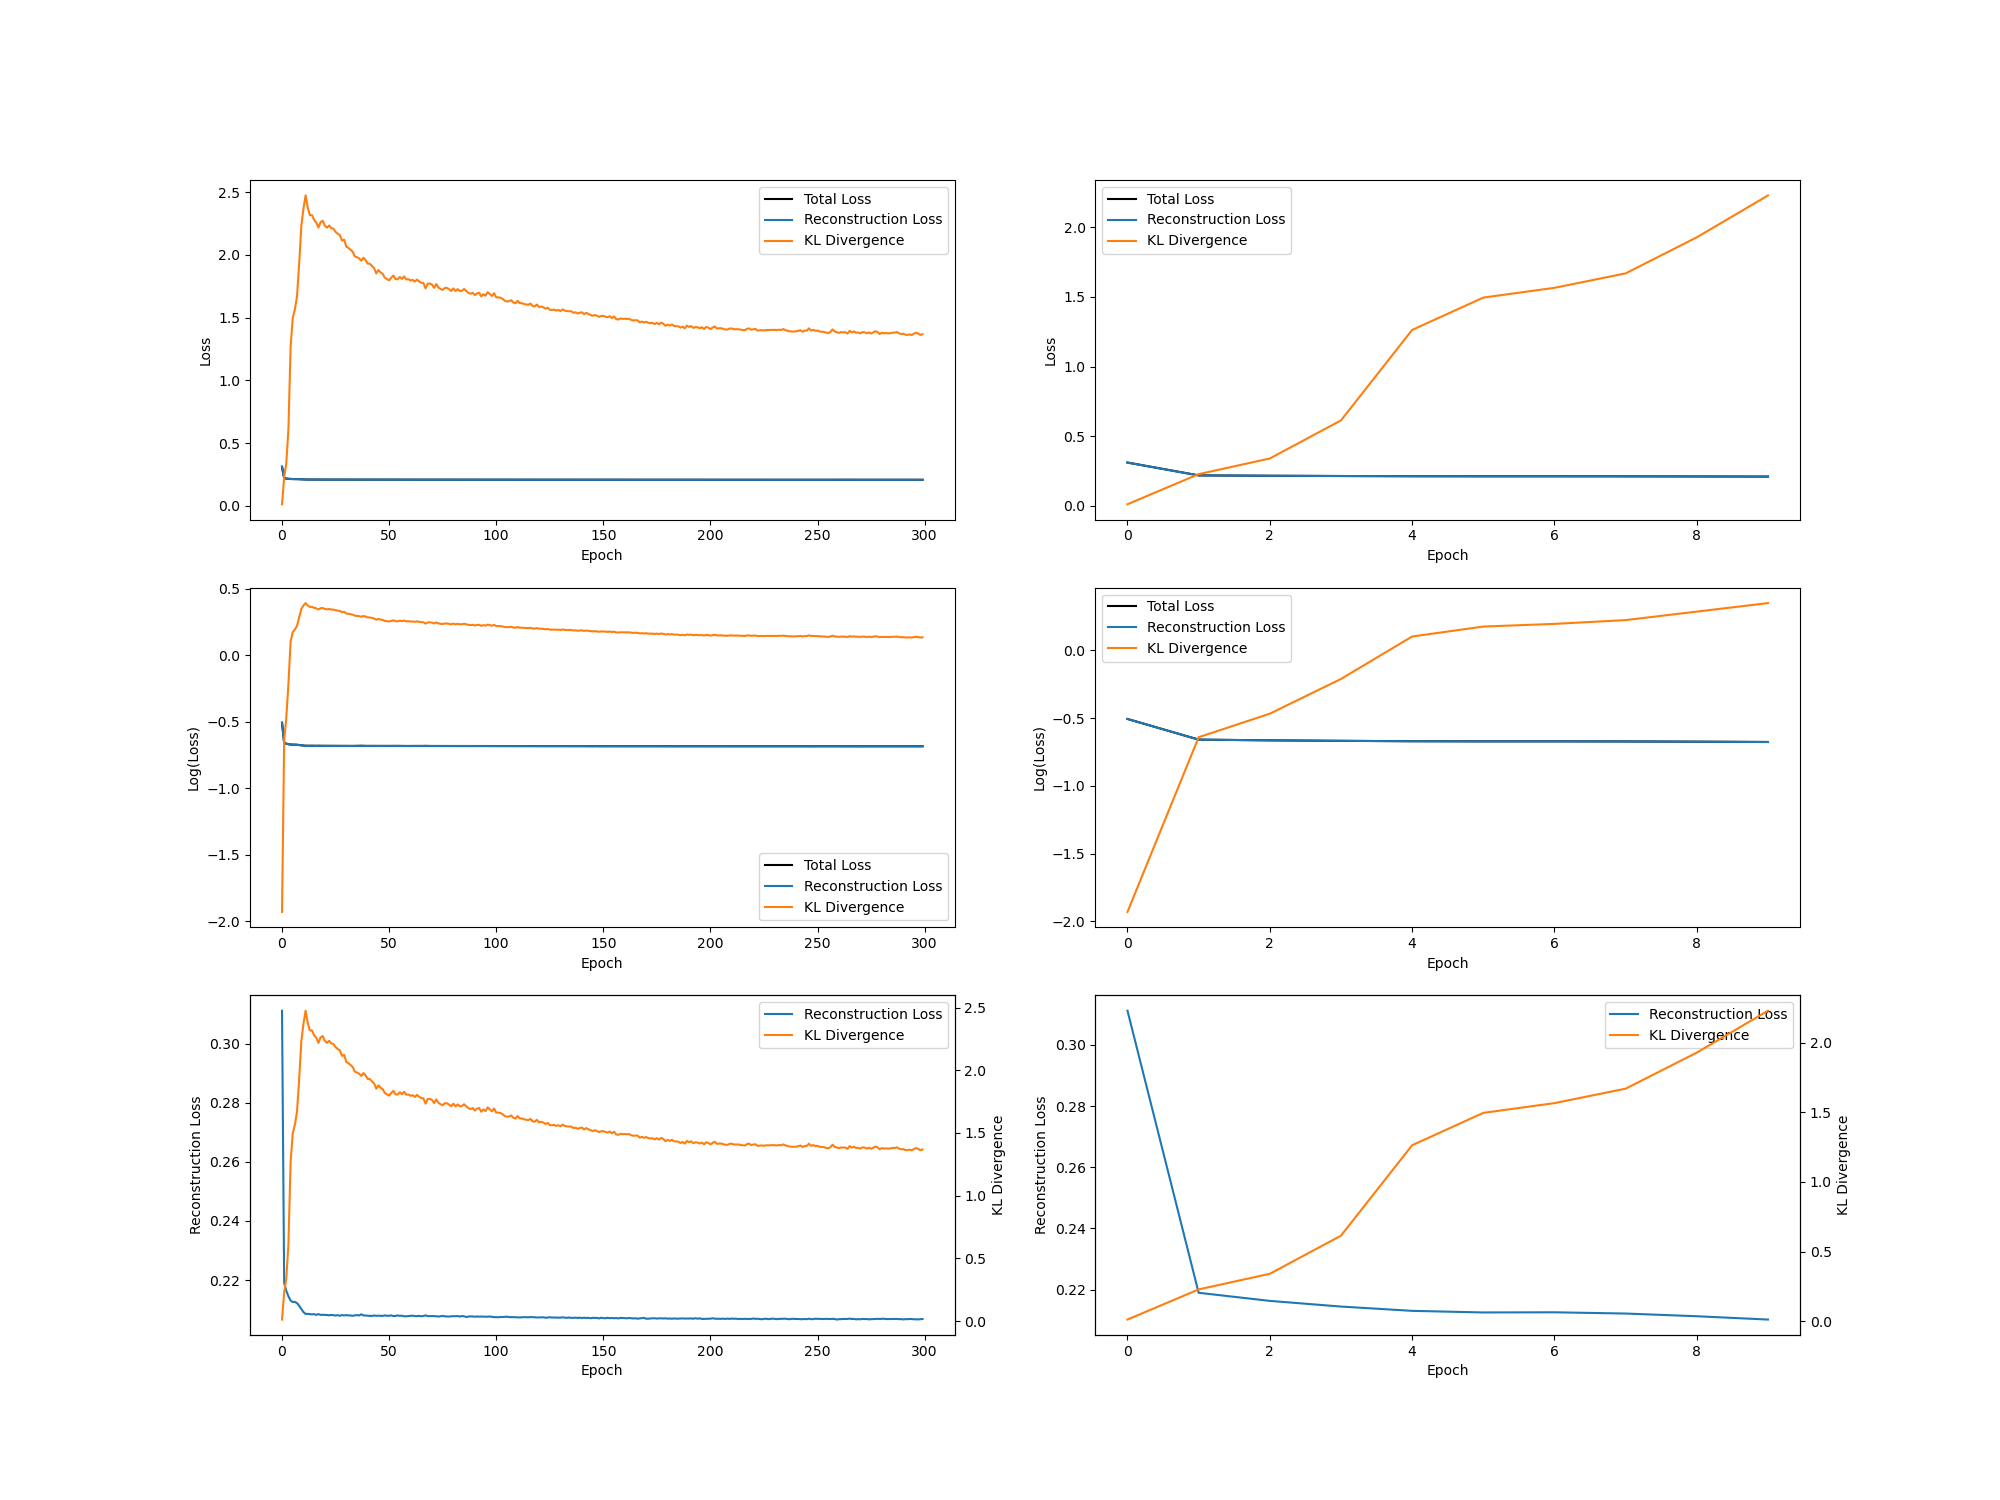 2.5
2.0
1.5
1.0
0.5
0.0
Loss
0
50
100
150
200
250
300
Epoch
Total Loss
Reconstruction Loss
KL Divergence
2.0
1.5
1.0
0.5
0.0
Loss
0
2
4
6
8
Epoch
Total Loss
Reconstruction Loss
KL Divergence
0.5
0.0
−0.5
−1.0
−1.5
−2.0
Log(Loss)
0
50
100
150
200
250
300
Epoch
Total Loss
Reconstruction Loss
KL Divergence
0.0
−0.5
−1.0
−1.5
−2.0
Log(Loss)
0
2
4
6
8
Epoch
Total Loss
Reconstruction Loss
KL Divergence
0.30
0.28
0.26
0.24
0.22
Reconstruction Loss
0
50
100
150
200
250
300
Epoch
2.5
2.0
1.5
1.0
0.5
0.0
KL Divergence
Reconstruction Loss
KL Divergence
0.30
0.28
0.26
0.24
0.22
Reconstruction Loss
0
2
4
6
8
Epoch
2.0
1.5
1.0
0.5
0.0
KL Divergence
Reconstruction Loss
KL Divergence